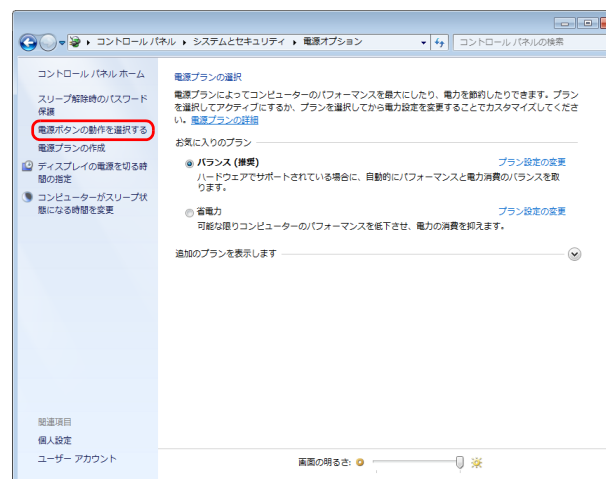 コントロール パネル ▸ システムとセキュリティ ▸ 電源オプション
コントロール パネルの検索
コントロール パネル ホーム
スリープ解除時のパスワード
保護
電源ボタンの動作を選択する
電源プランの作成
ディスプレイの電源を切る時
間の指定
コンピューターがスリープ状
態になる時間を変更
関連項目
個人設定
ユーザー アカウント
電源プランの選択
電源プランによってコンピューターのパフォーマンスを最大にしたり、電力を節約したりできます。プラン
を選択してアクティブにするか、プランを選択してから電力設定を変更することでカスタマイズしてくださ
い。電源プランの詳細
お気に入りのプラン
バランス (推奨) プラン設定の変更
ハードウェアでサポートされている場合に、自動的にパフォーマンスと電力消費のバランスを取
ります。
省電力 プラン設定の変更
可能な限りコンピューターのパフォーマンスを低下させ、電力の消費を抑えます。
追加のプランを表示します
画面の明るさ: